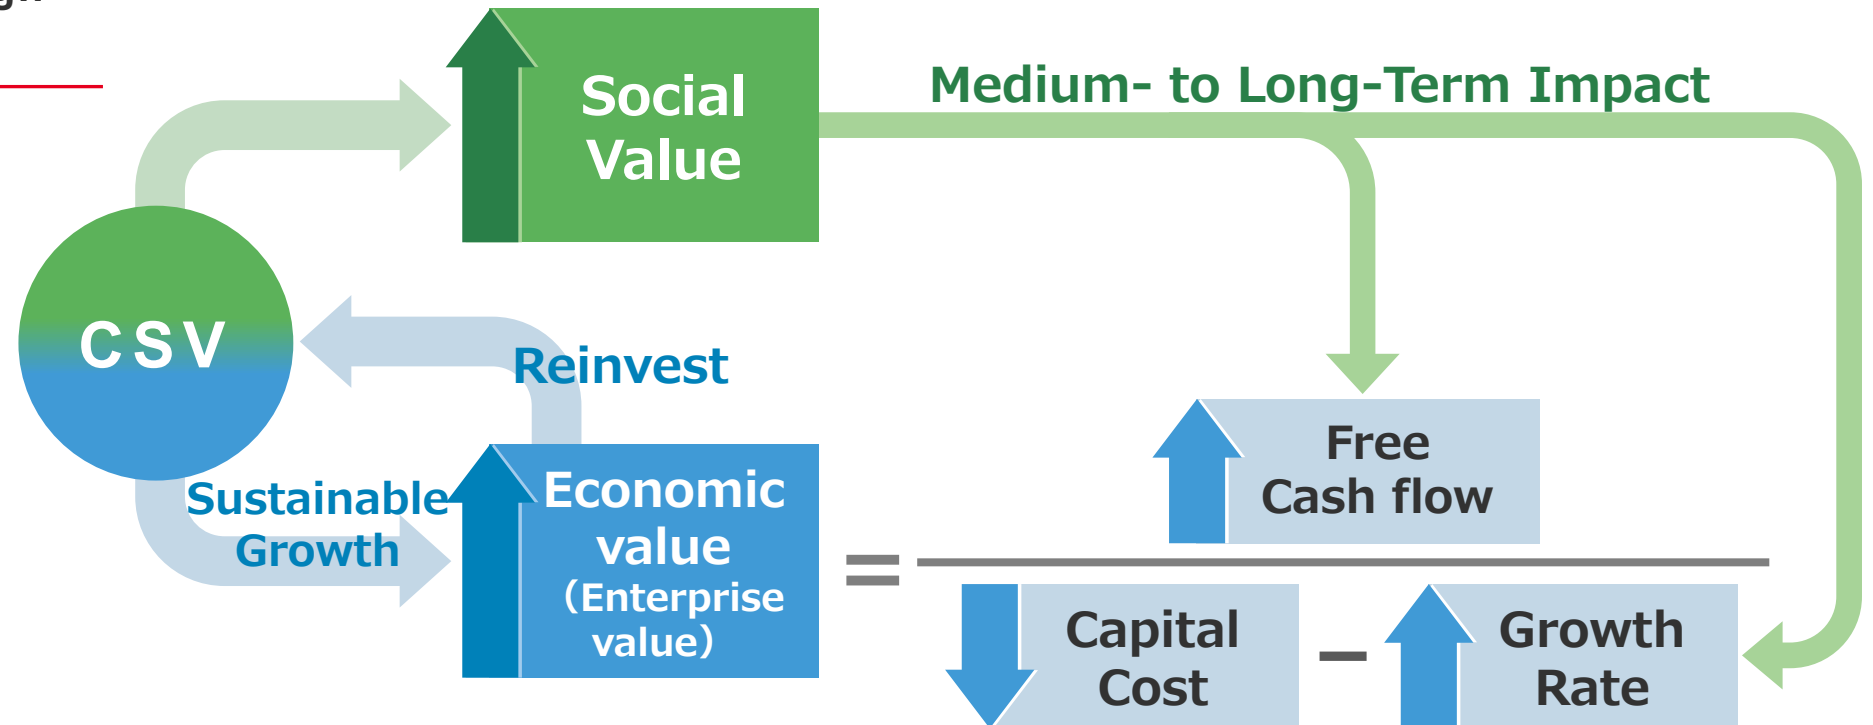 Social
Value
Medium- to Long-Term Impact
CSV
Reinvest
Sustainable
Growth
Economic
value
(Enterprise
value)
=
Free
Cash flow
Capital
Cost
–
Growth
Rate